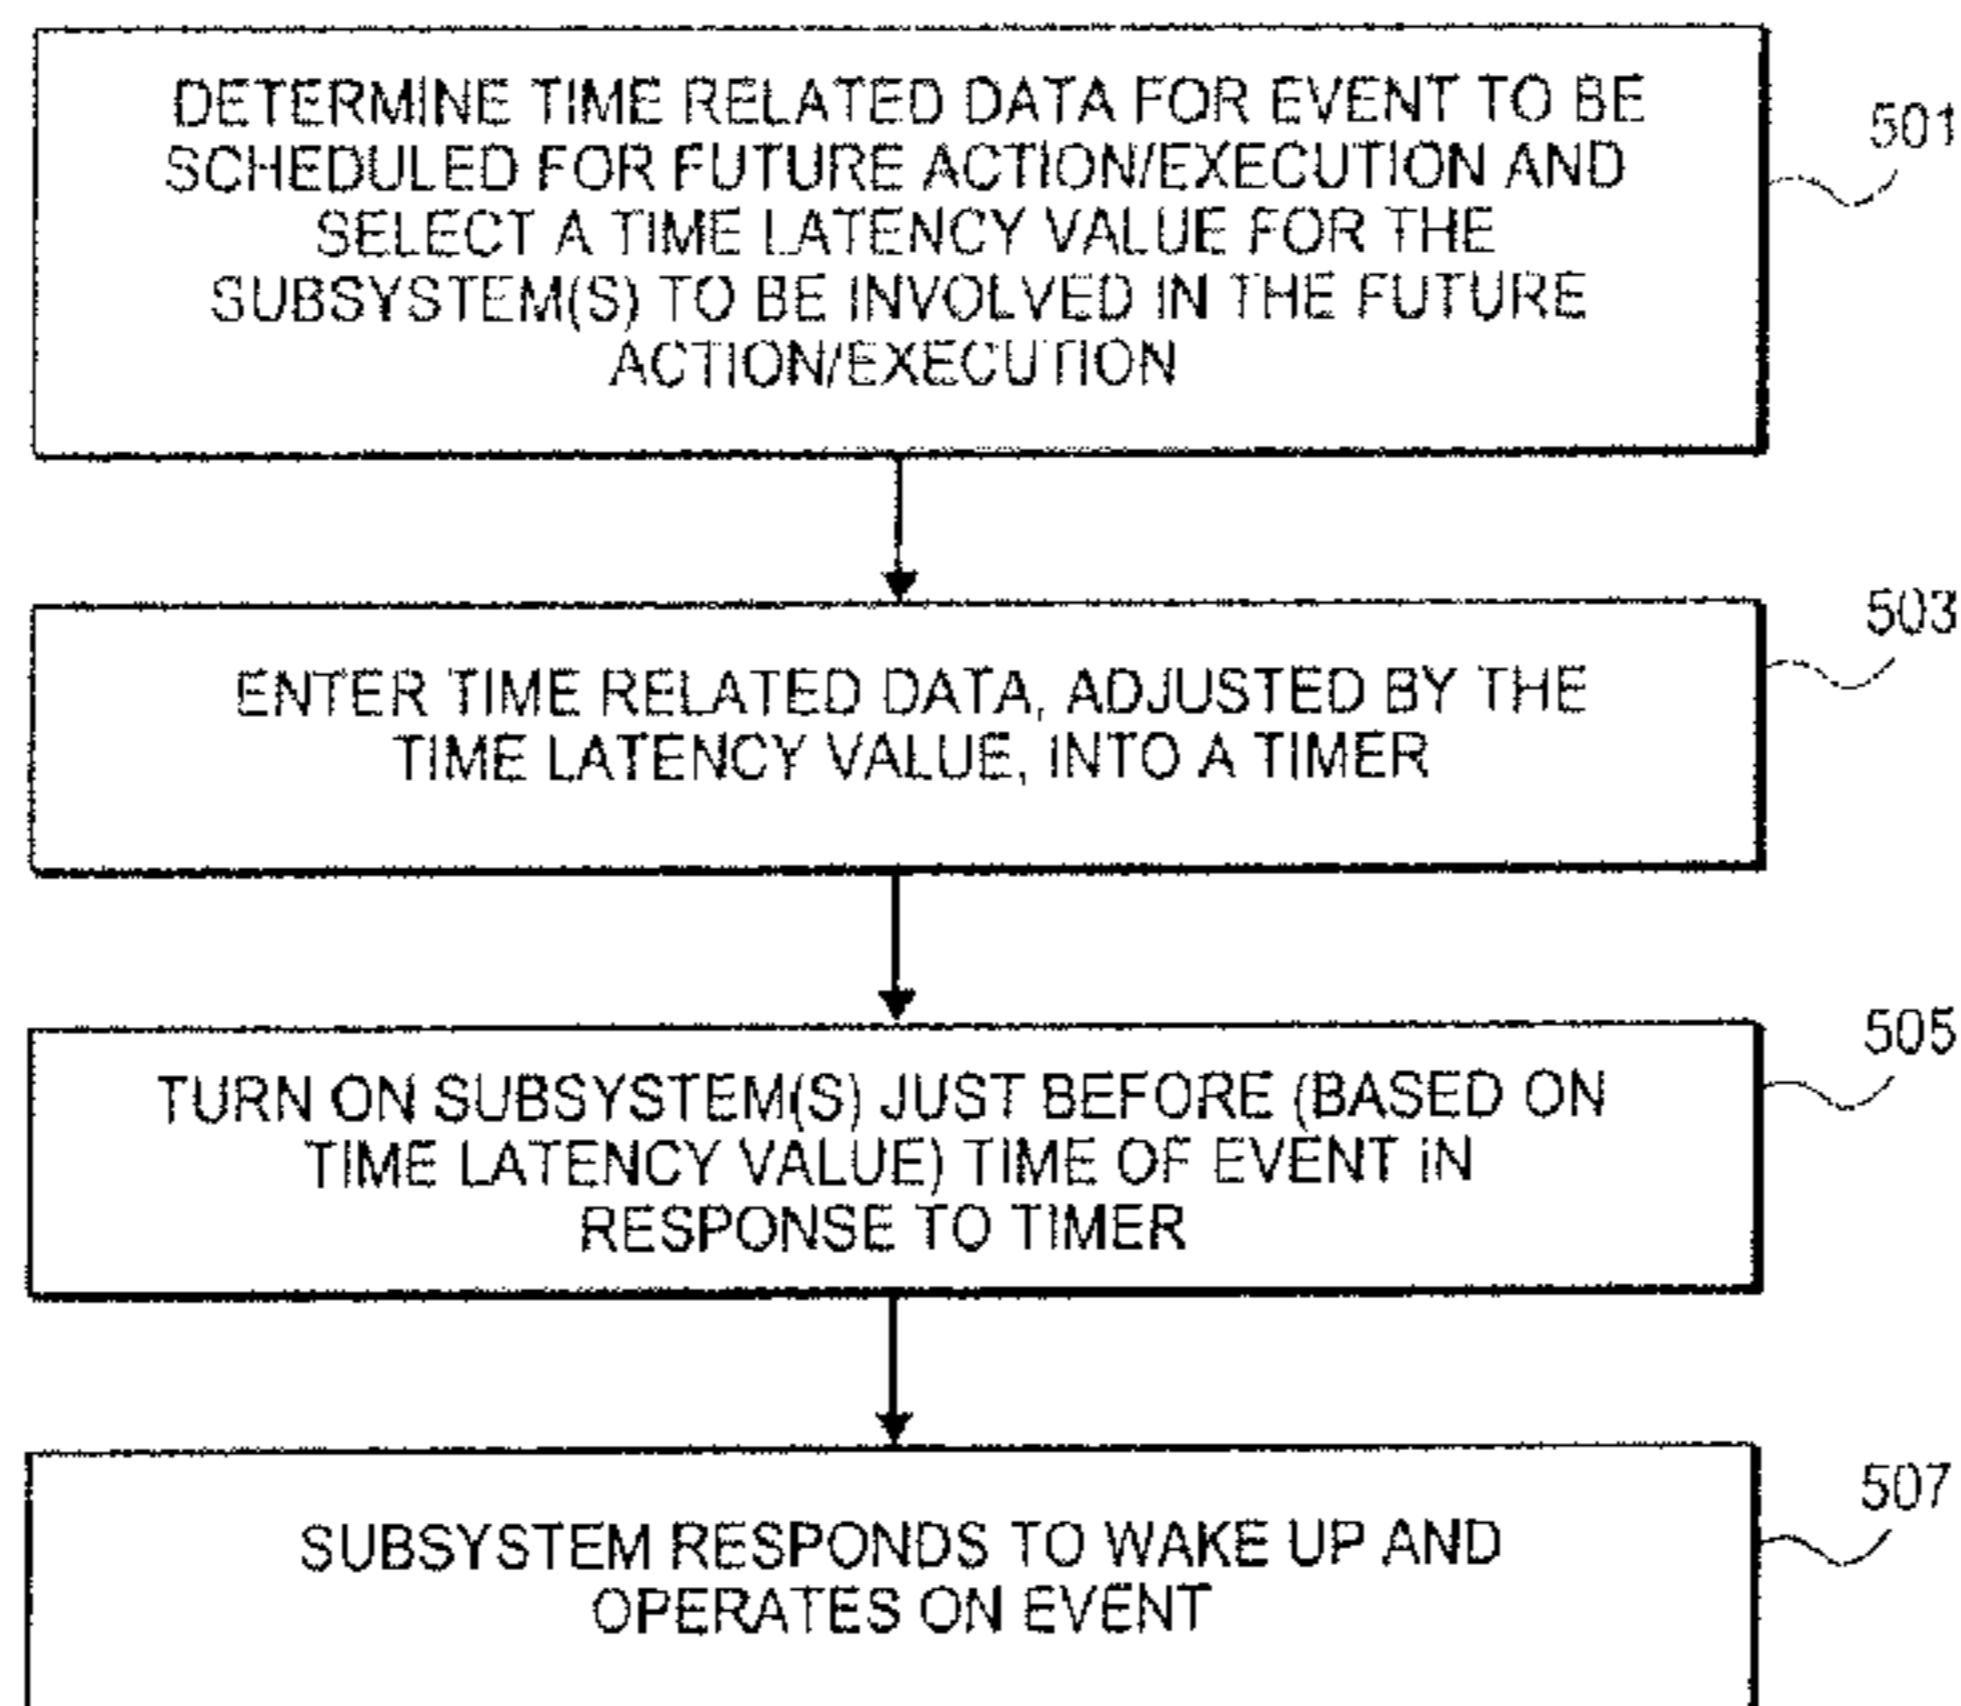 DETERMINE TIME RELATED DATA FOR EVENT TO BE
SCHEDULED FOR FUTURE ACTION/EXECUTION AND
SELECT A TIME LATENCY VALUE FOR THE
SUBSYSTEM(S) TO BE INVOLVED IN THE FUTURE
ACTION/EXECUTION
501
ENTER TIME RELATED DATA, ADJUSTED BY THE
TIME LATENCY VALUE, INTO A TIMER
503
TURN ON SUBSYSTEM(S) JUST BEFORE (BASED ON
TIME LATENCY VALUE) TIME OF EVENT iN
RESPONSE TO TIMER
505
SUBSYSTEM RESPONDS TO WAKE UP AND
OPERATES ON EVENT
507